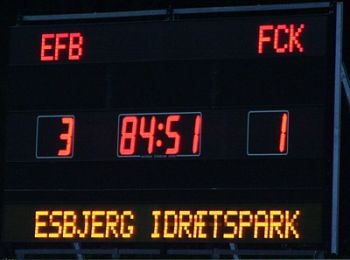 EFB FCK
3 84:51 1
ESBJERG IDRÆTSPARK